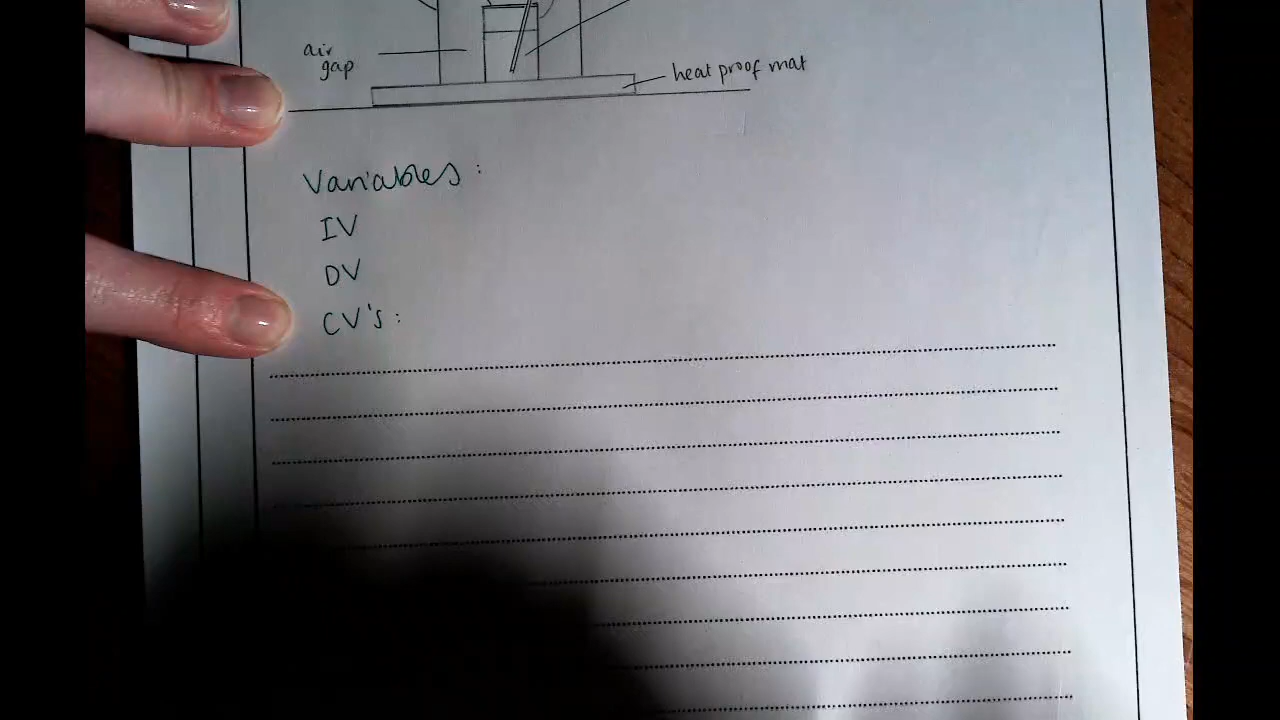 air
gap
heat proof mat
Variables :
IV
DV
CV's :